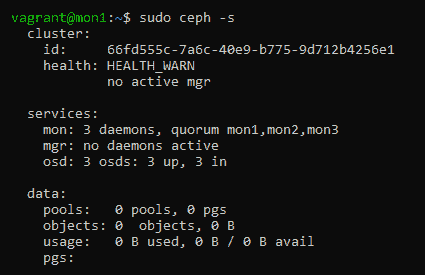 vagrant@mon1:~$ sudo ceph -s
  cluster:
    id:     66fd555c-7a6c-40e9-b775-9d712b4256e1
    health: HEALTH_WARN
            no active mgr

  services:
    mon: 3 daemons, quorum mon1,mon2,mon3
    mgr: no daemons active
    osd: 3 osds: 3 up, 3 in

  data:
    pools:   0 pools, 0 pgs
    objects: 0  objects, 0 B
    usage:   0 B used, 0 B / 0 B avail
    pgs: